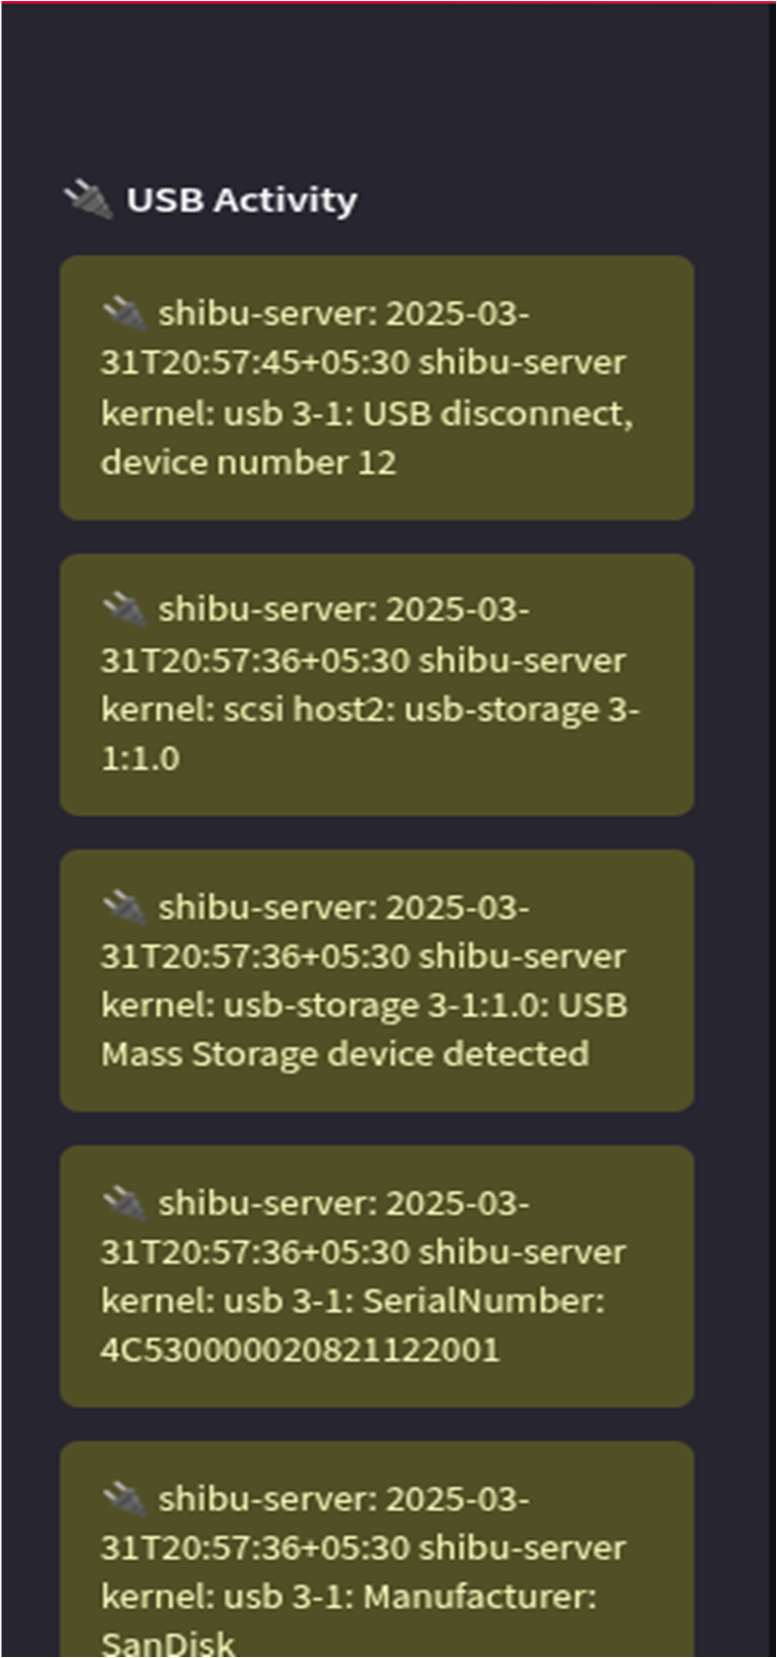 🔌 USB Activity
🔌 shibu-server: 2025-03-
31T20:57:45+05:30 shibu-server
kernel: usb 3-1: USB disconnect,
device number 12
🔌 shibu-server: 2025-03-
31T20:57:36+05:30 shibu-server
kernel: scsi host2: usb-storage 3-
1:1.0
🔌 shibu-server: 2025-03-
31T20:57:36+05:30 shibu-server
kernel: usb-storage 3-1:1.0: USB
Mass Storage device detected
🔌 shibu-server: 2025-03-
31T20:57:36+05:30 shibu-server
kernel: usb 3-1: SerialNumber:
4C530000020821122001
🔌 shibu-server: 2025-03-
31T20:57:36+05:30 shibu-server
kernel: usb 3-1: Manufacturer:
SanDisk